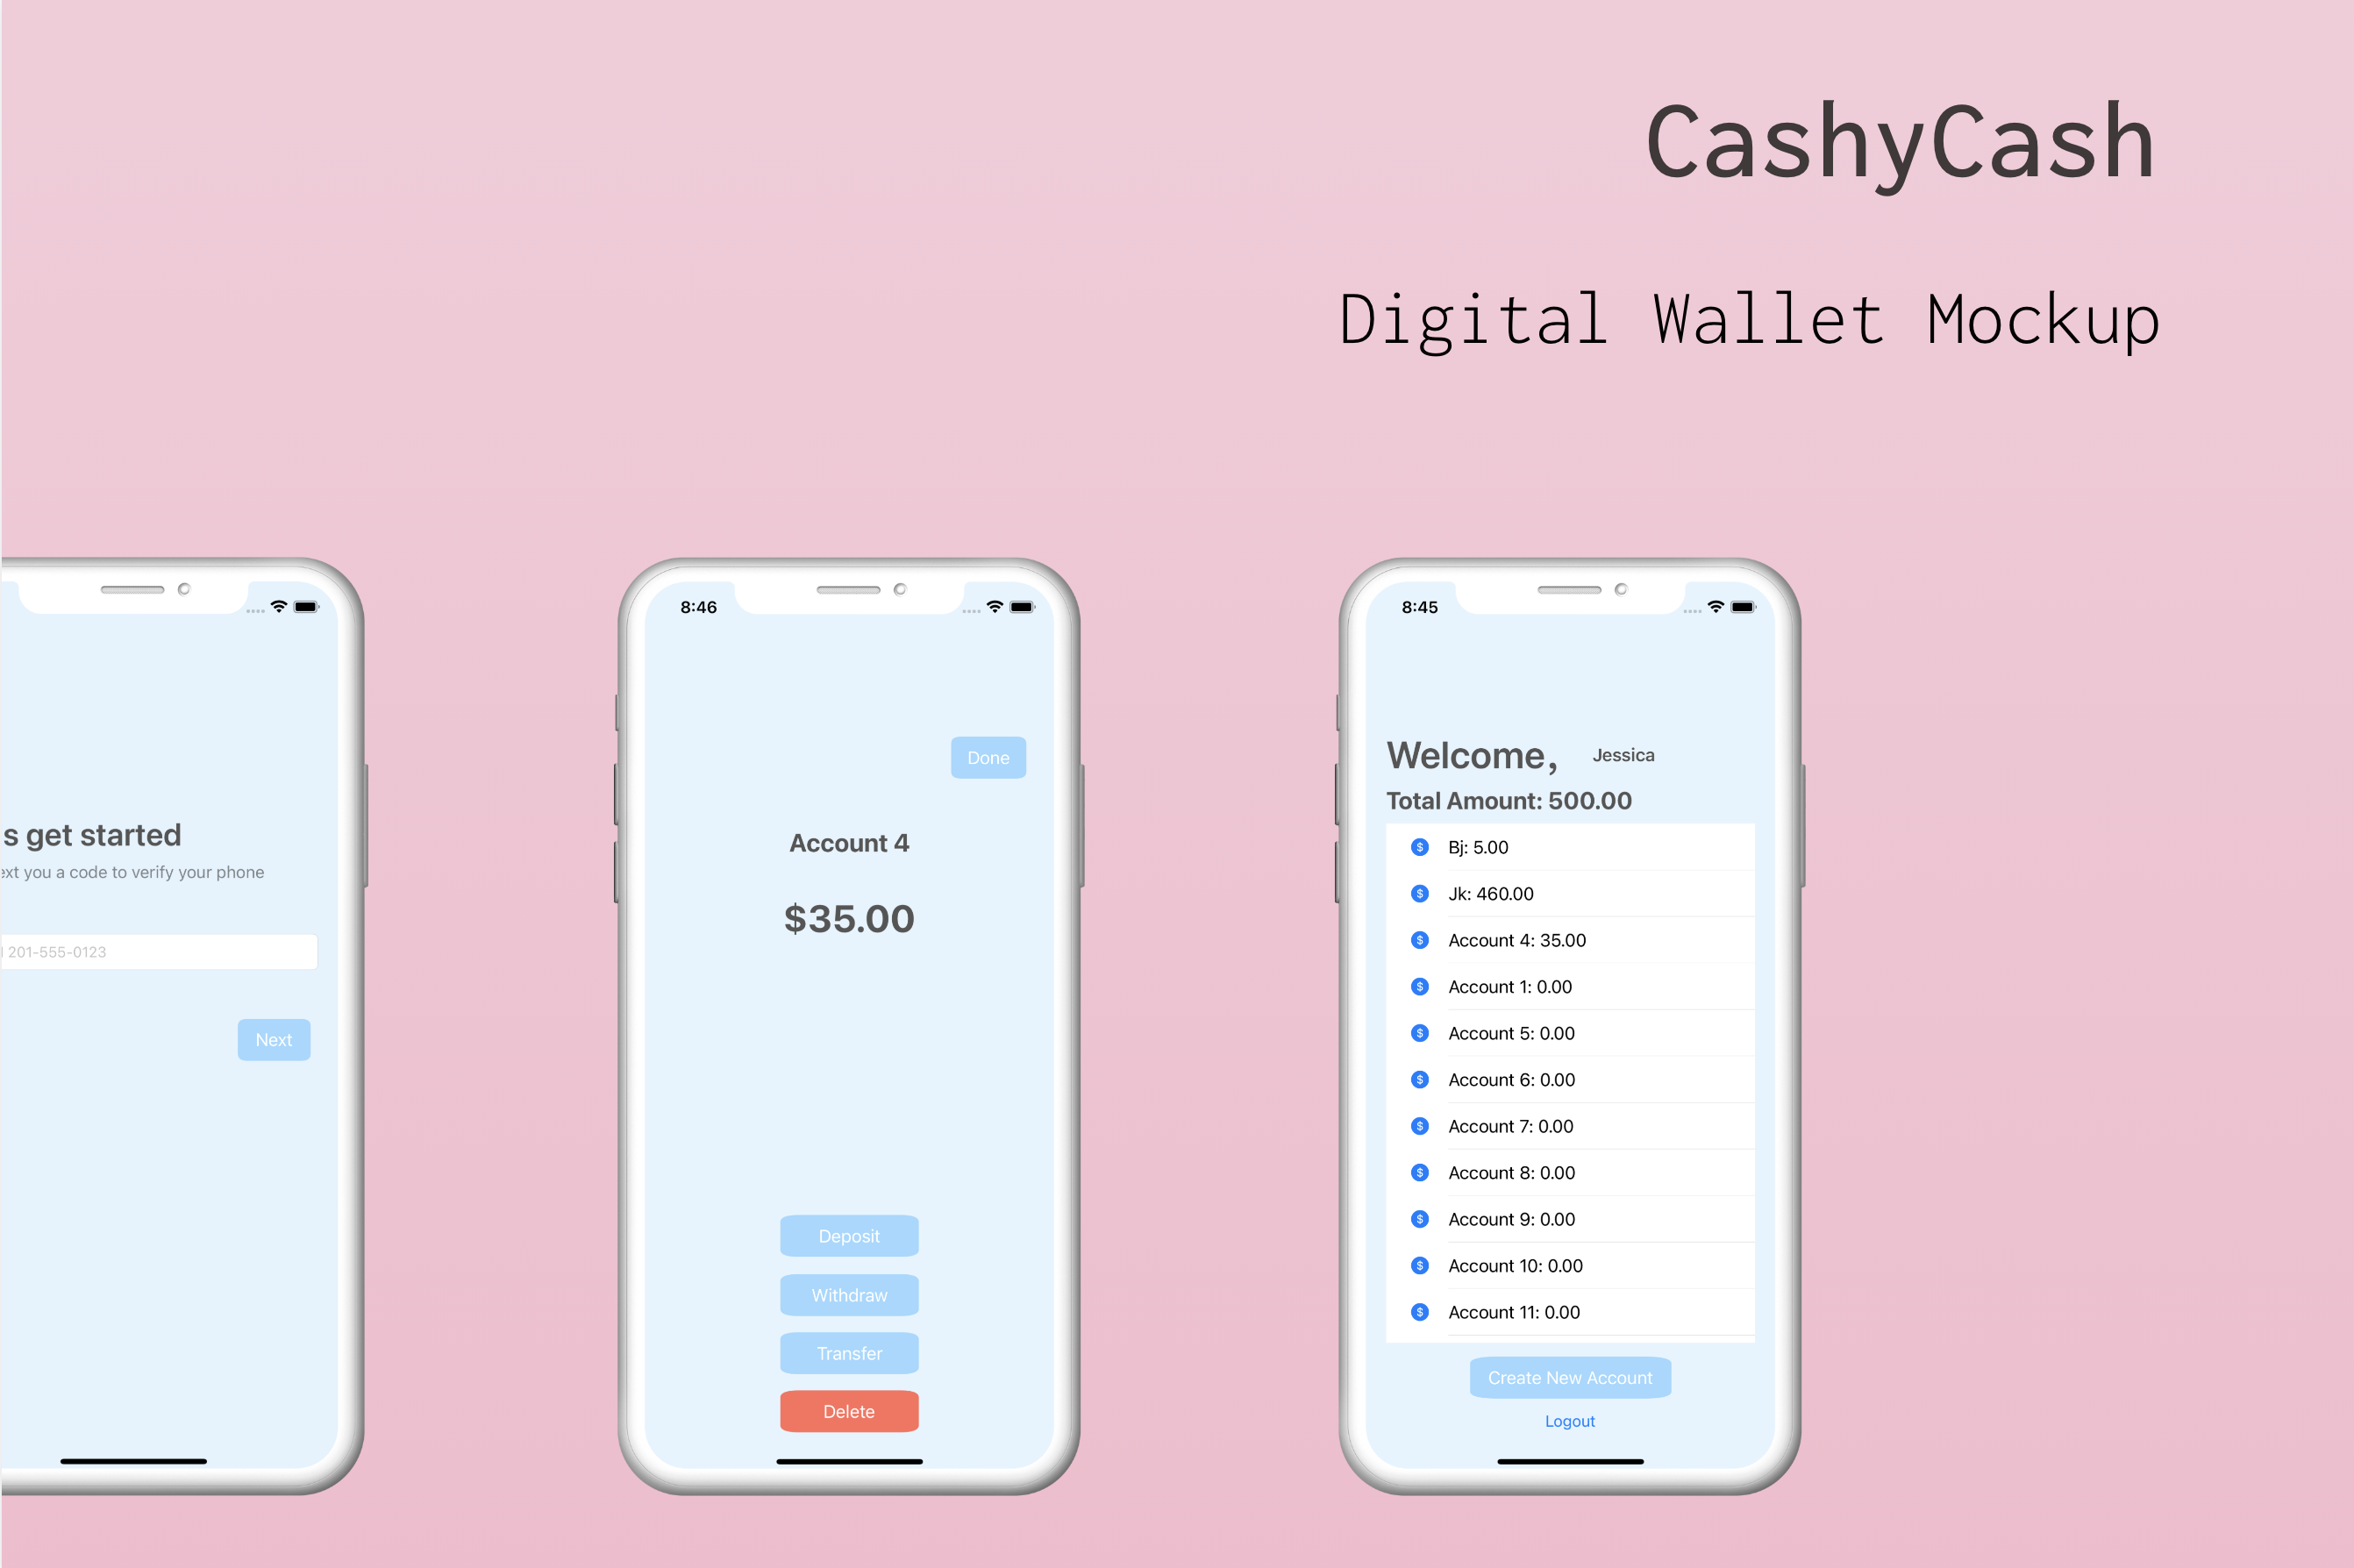 CashyCash
Digital Wallet Mockup
s get started
ext you a code to verify your phone
201-555-0123
Next
8:46
Done
Account 4
$35.00
Deposit
Withdraw
Transfer
Delete
8:45
Welcome, Jessica
Total Amount: 500.00
$ Bj: 5.00
$ Jk: 460.00
$ Account 4: 35.00
$ Account 1: 0.00
$ Account 5: 0.00
$ Account 6: 0.00
$ Account 7: 0.00
$ Account 8: 0.00
$ Account 9: 0.00
$ Account 10: 0.00
$ Account 11: 0.00
Create New Account
Logout